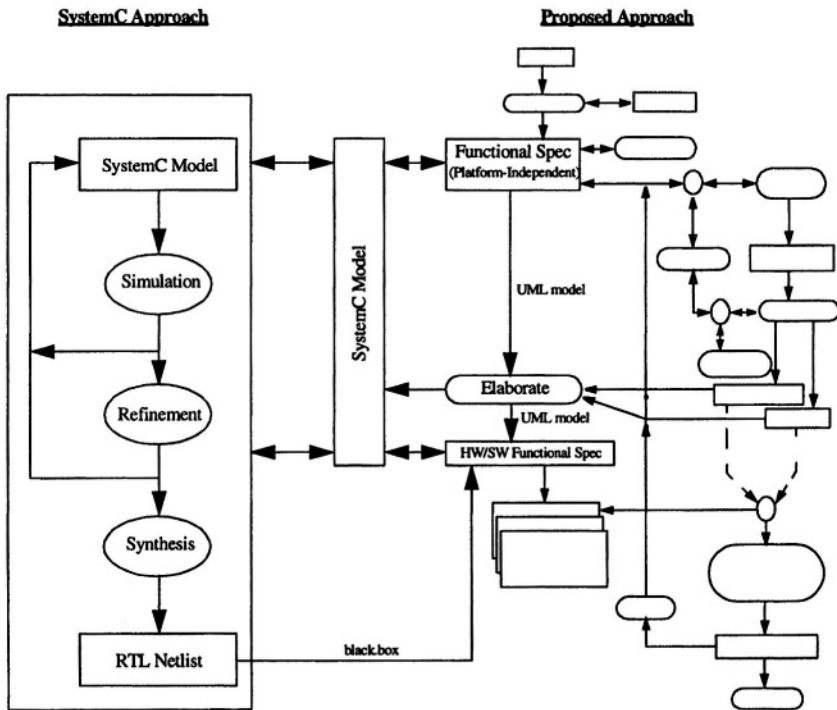 SystemC Approach
Proposed Approach
SystemC Model
Functional Spec
(Platform-Independent)
Simulation
SystemC Model
UML model
Refinement
Elaborate
UML model
HW/SW Functional Spec
Synthesis
RTL Netlist
black.box